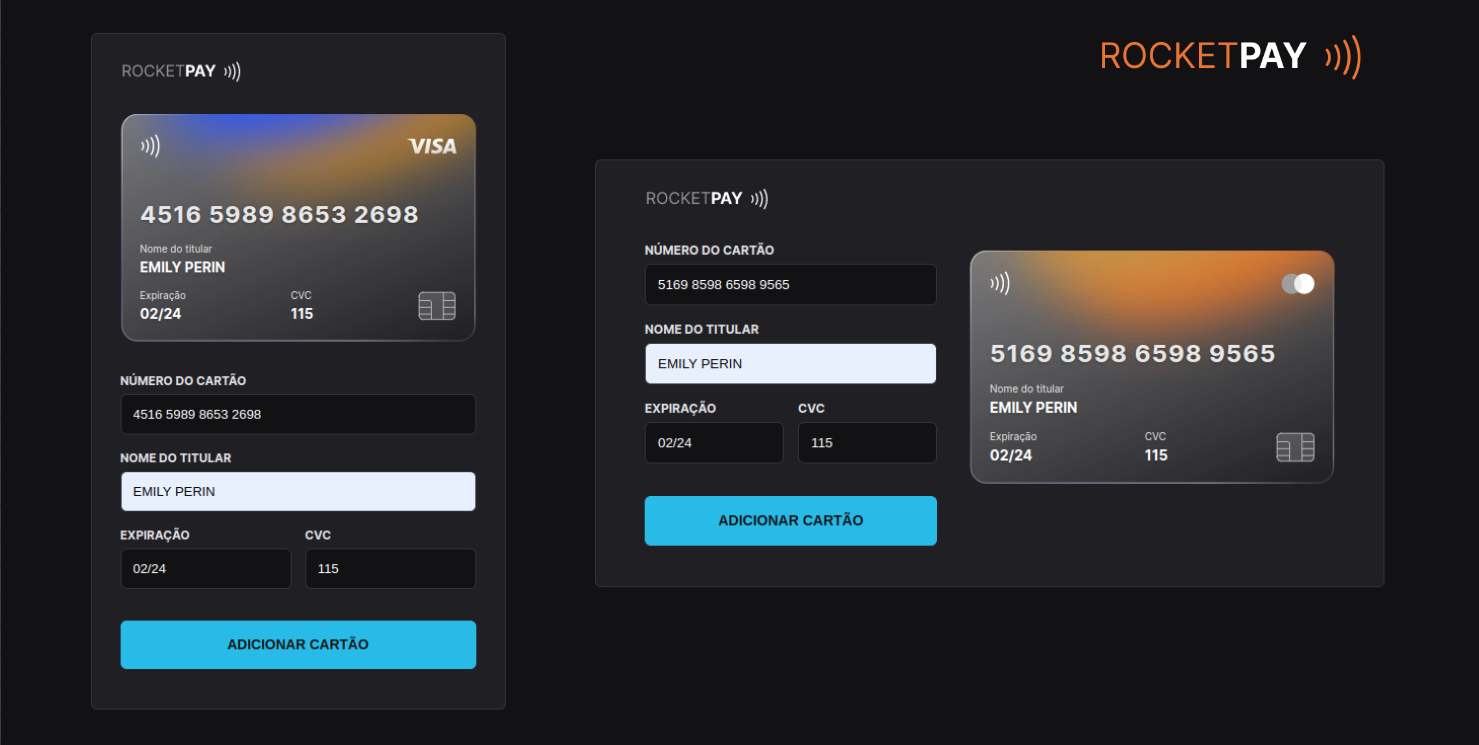 ROCKETPAY
VISA
4516 5989 8653 2698
Nome do titular
EMILY PERIN
Expiração CVC
02/24 115
NÚMERO DO CARTÃO
4516 5989 8653 2698
NOME DO TITULAR
EMILY PERIN
EXPIRAÇÃO CVC
02/24 115
ADICIONAR CARTÃO
ROCKETPAY
ROCKETPAY
NÚMERO DO CARTÃO
5169 8598 6598 9565
NOME DO TITULAR
EMILY PERIN
EXPIRAÇÃO CVC
02/24 115
ADICIONAR CARTÃO
5169 8598 6598 9565
Nome do titular
EMILY PERIN
Expiração CVC
02/24 115